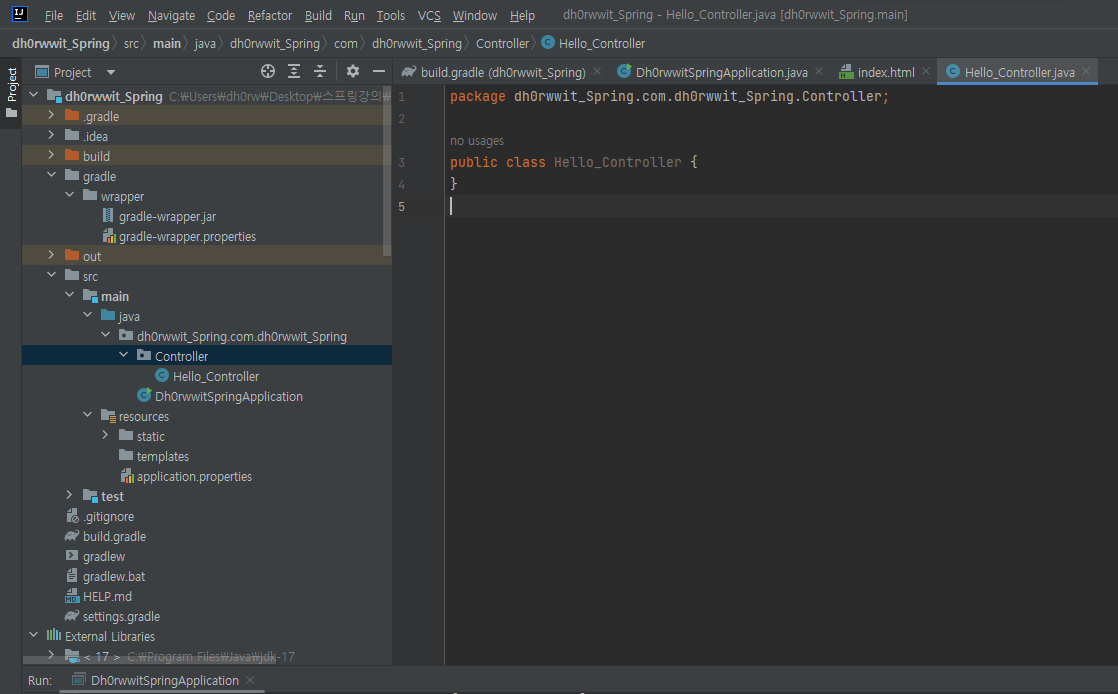 File Edit View Navigate Code Refactor Build Run Tools VCS Window Help dh0rwwit_Spring - Hello_Controller.java [dh0rwwit_Spring.main]
dh0rwwit_Spring src main java dh0rwwit_Spring com dh0rwwit_Spring Controller Hello_Controller
Project
Project
build.gradle (dh0rwwit_Spring) Dh0rwwitSpringApplication.java index.html Hello_Controller.java
dh0rwwit_Spring C:₩Users₩dh0rw₩Desktop₩스프링강의₩
.gradle
.idea
build
gradle
wrapper
gradle-wrapper.jar
gradle-wrapper.properties
out
src
main
java
dh0rwwit_Spring.com.dh0rwwit_Spring
Controller
Hello_Controller
Dh0rwwitSpringApplication
resources
static
templates
application.properties
test
.gitignore
build.gradle
gradlew
gradlew.bat
HELP.md
settings.gradle
External Libraries
< 17 > C:₩Program Files₩Java₩jdk-17
1 package dh0rwwit_Spring.com.dh0rwwit_Spring.Controller;
2
no usages
3 public class Hello_Controller {
4 }
5
Run: Dh0rwwitSpringApplication